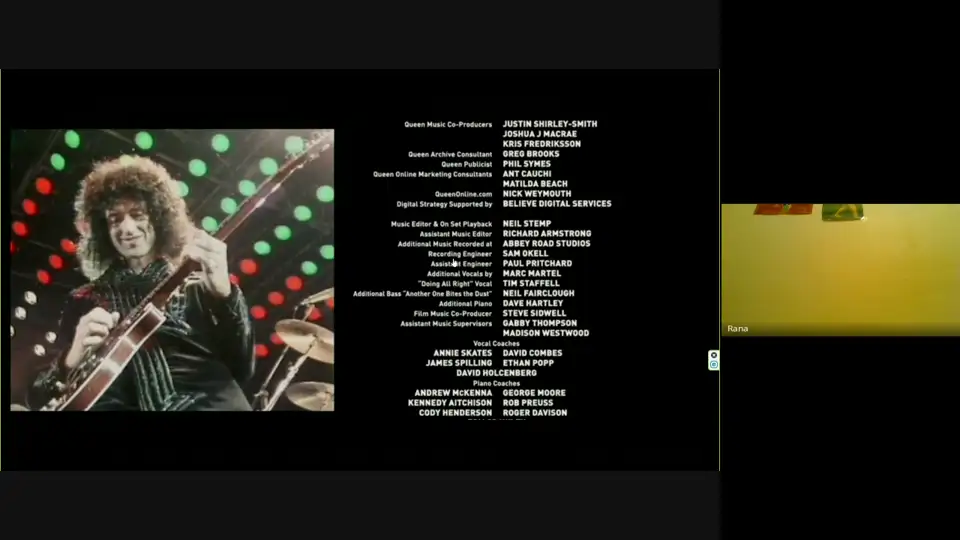 Queen Music Co-Producers JUSTIN SHIRLEY-SMITH
JOSHUA J MACRAE
KRIS FREDRIKSSON
Queen Archive Consultant GREG BROOKS
Queen Publicist PHIL SYMES
Queen Online Marketing Consultants ANT CAUCHI
MATILDA BEACH
QueenOnline.com NICK WEYMOUTH
Digital Strategy Supported by BELIEVE DIGITAL SERVICES
Music Editor & On Set Playback NEIL STEMP
Assistant Music Editor RICHARD ARMSTRONG
Additional Music Recorded at ABBEY ROAD STUDIOS
Recording Engineer SAM OKELL
Assistant Engineer PAUL PRITCHARD
Additional Vocals by MARC MARTEL
"Doing All Right" Vocal TIM STAFFELL
Additional Bass "Another One Bites the Dust" NEIL FAIRCLOUGH
Additional Piano DAVE HARTLEY
Film Music Co-Producer STEVE SIDWELL
Assistant Music Supervisors GABBY THOMPSON
MADISON WESTWOOD
Vocal Coaches
ANNIE SKATES DAVID COMBES
JAMES SPILLING ETHAN POPP
DAVID HOLCENBERG
Piano Coaches
ANDREW McKENNA GEORGE MOORE
KENNEDY AITCHISON ROB PREUSS
CODY HENDERSON ROGER DAVISON
Rana